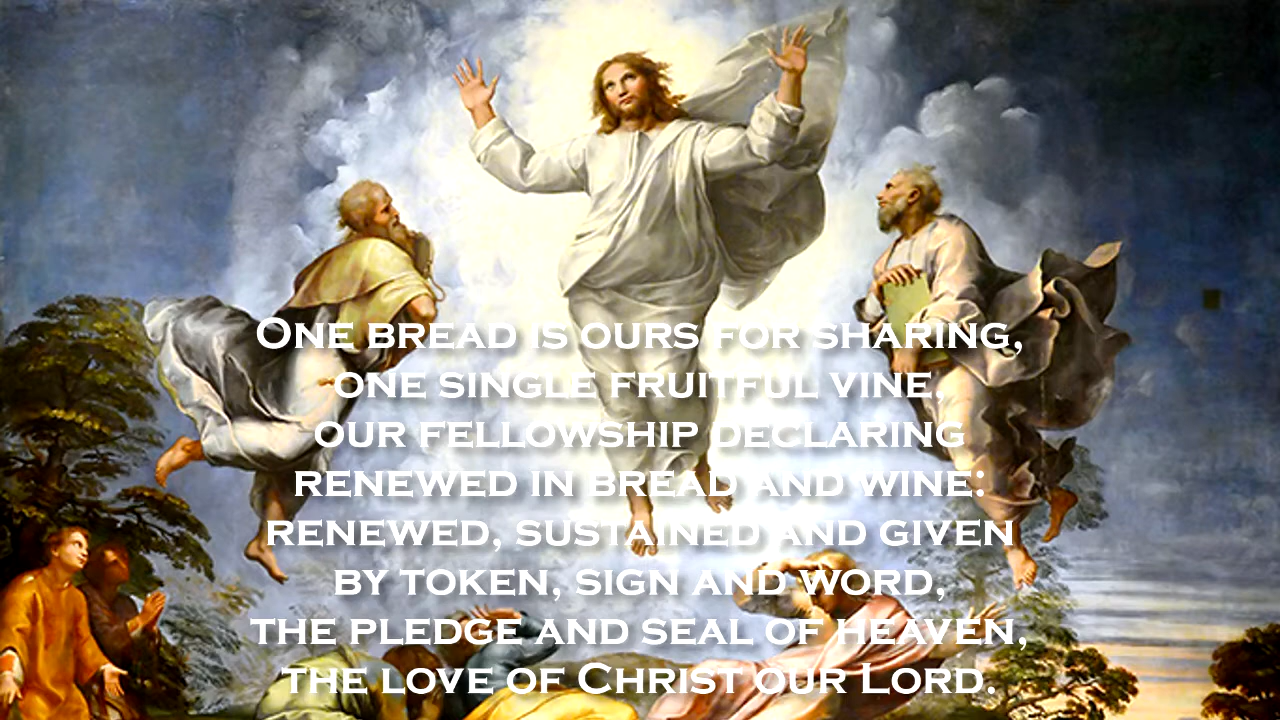 One bread is ours for sharing,
one single fruitful vine,
our fellowship declaring
renewed in bread and wine:
renewed, sustained and given
by token, sign and word,
the pledge and seal of heaven,
the love of Christ our Lord.